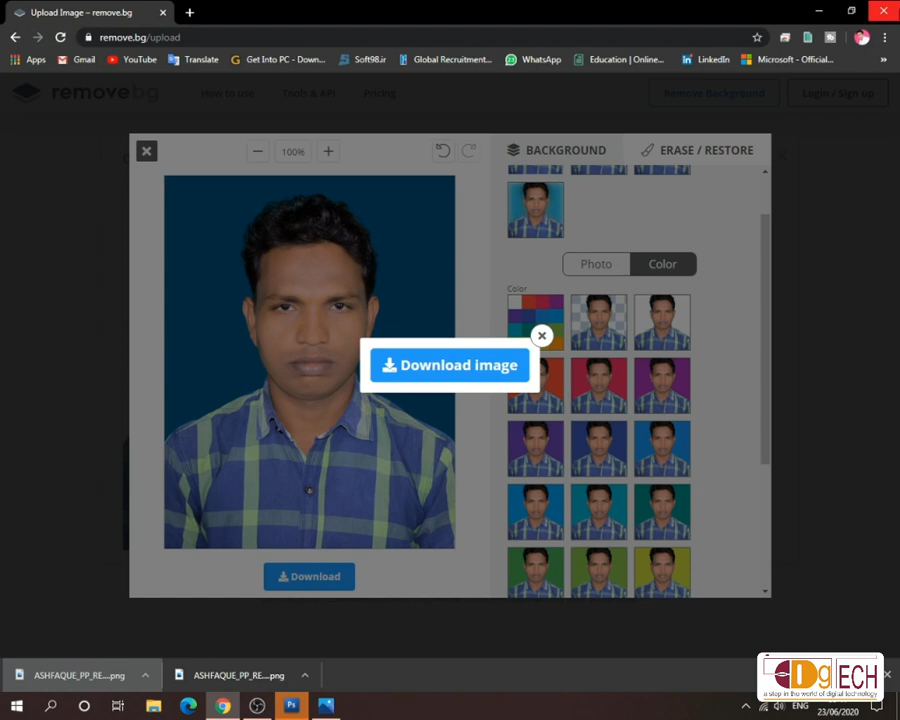 Upload Image – remove.bg
remove.bg/upload
Apps
Gmail
YouTube
Translate
Get Into PC - Down...
Soft98.ir
Global Recruitment...
WhatsApp
Education | Online...
LinkedIn
Microsoft - Official...
»
removebg
How to use
Tools & API
Pricing
Remove Background
Login / Sign up
100%
BACKGROUND
ERASE / RESTORE
Photo
Color
Color
Download image
Download
ASHFAQUE_PP_RE....png
ASHFAQUE_PP_RE....png
DgTECH
a step in the world of digital technology
ENG
23/06/2020